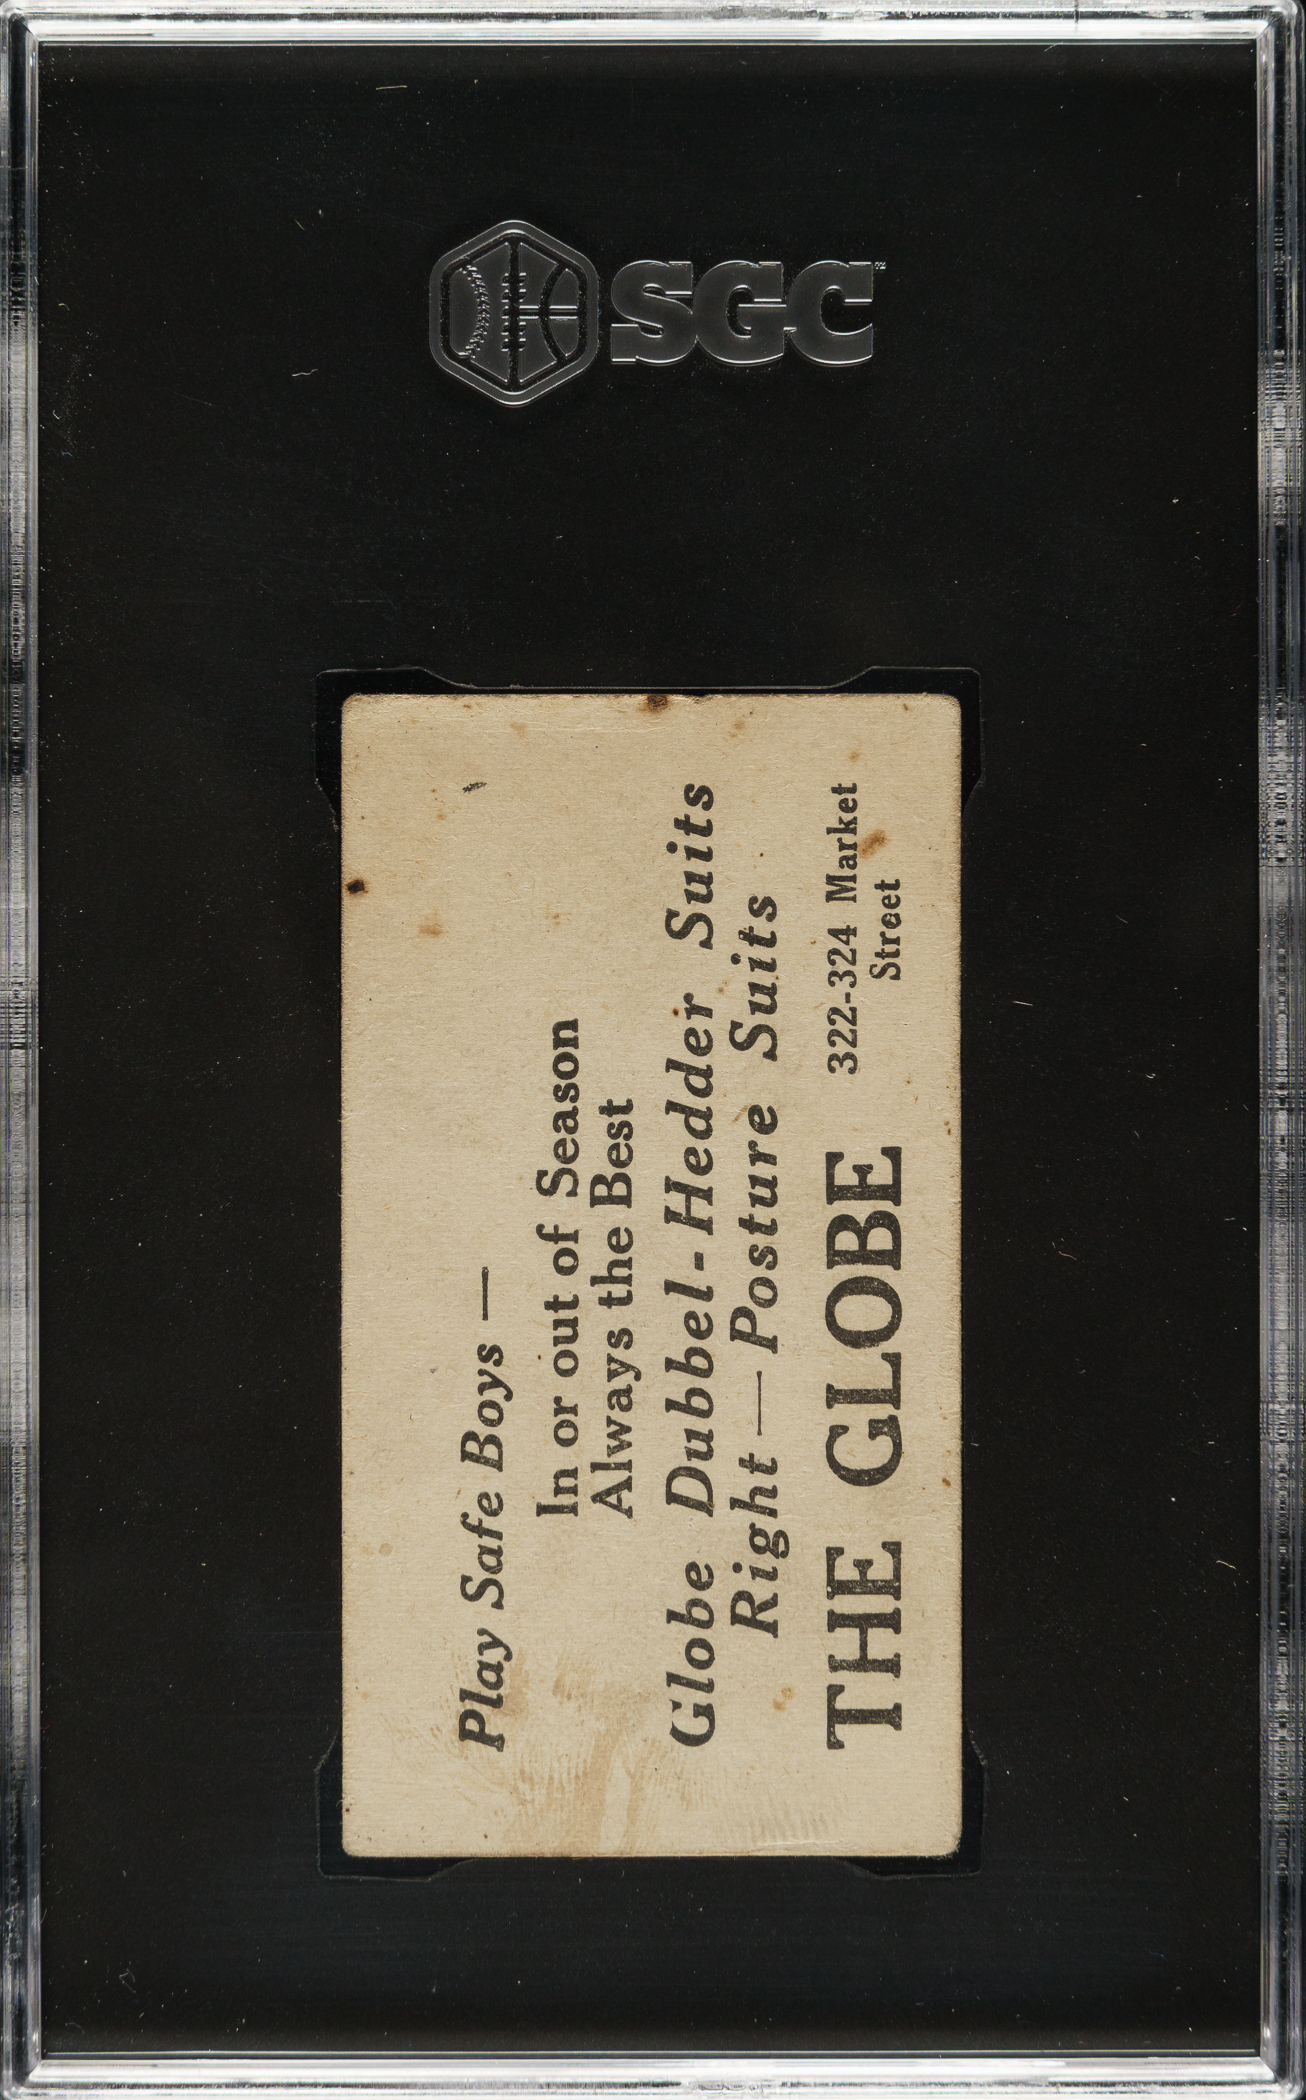 SGC
Play Safe Boys —
In or out of Season
Always the Best
Globe Dubbel-Hedder Suits
Right — Posture Suits
THE GLOBE 322-324 Market
Street